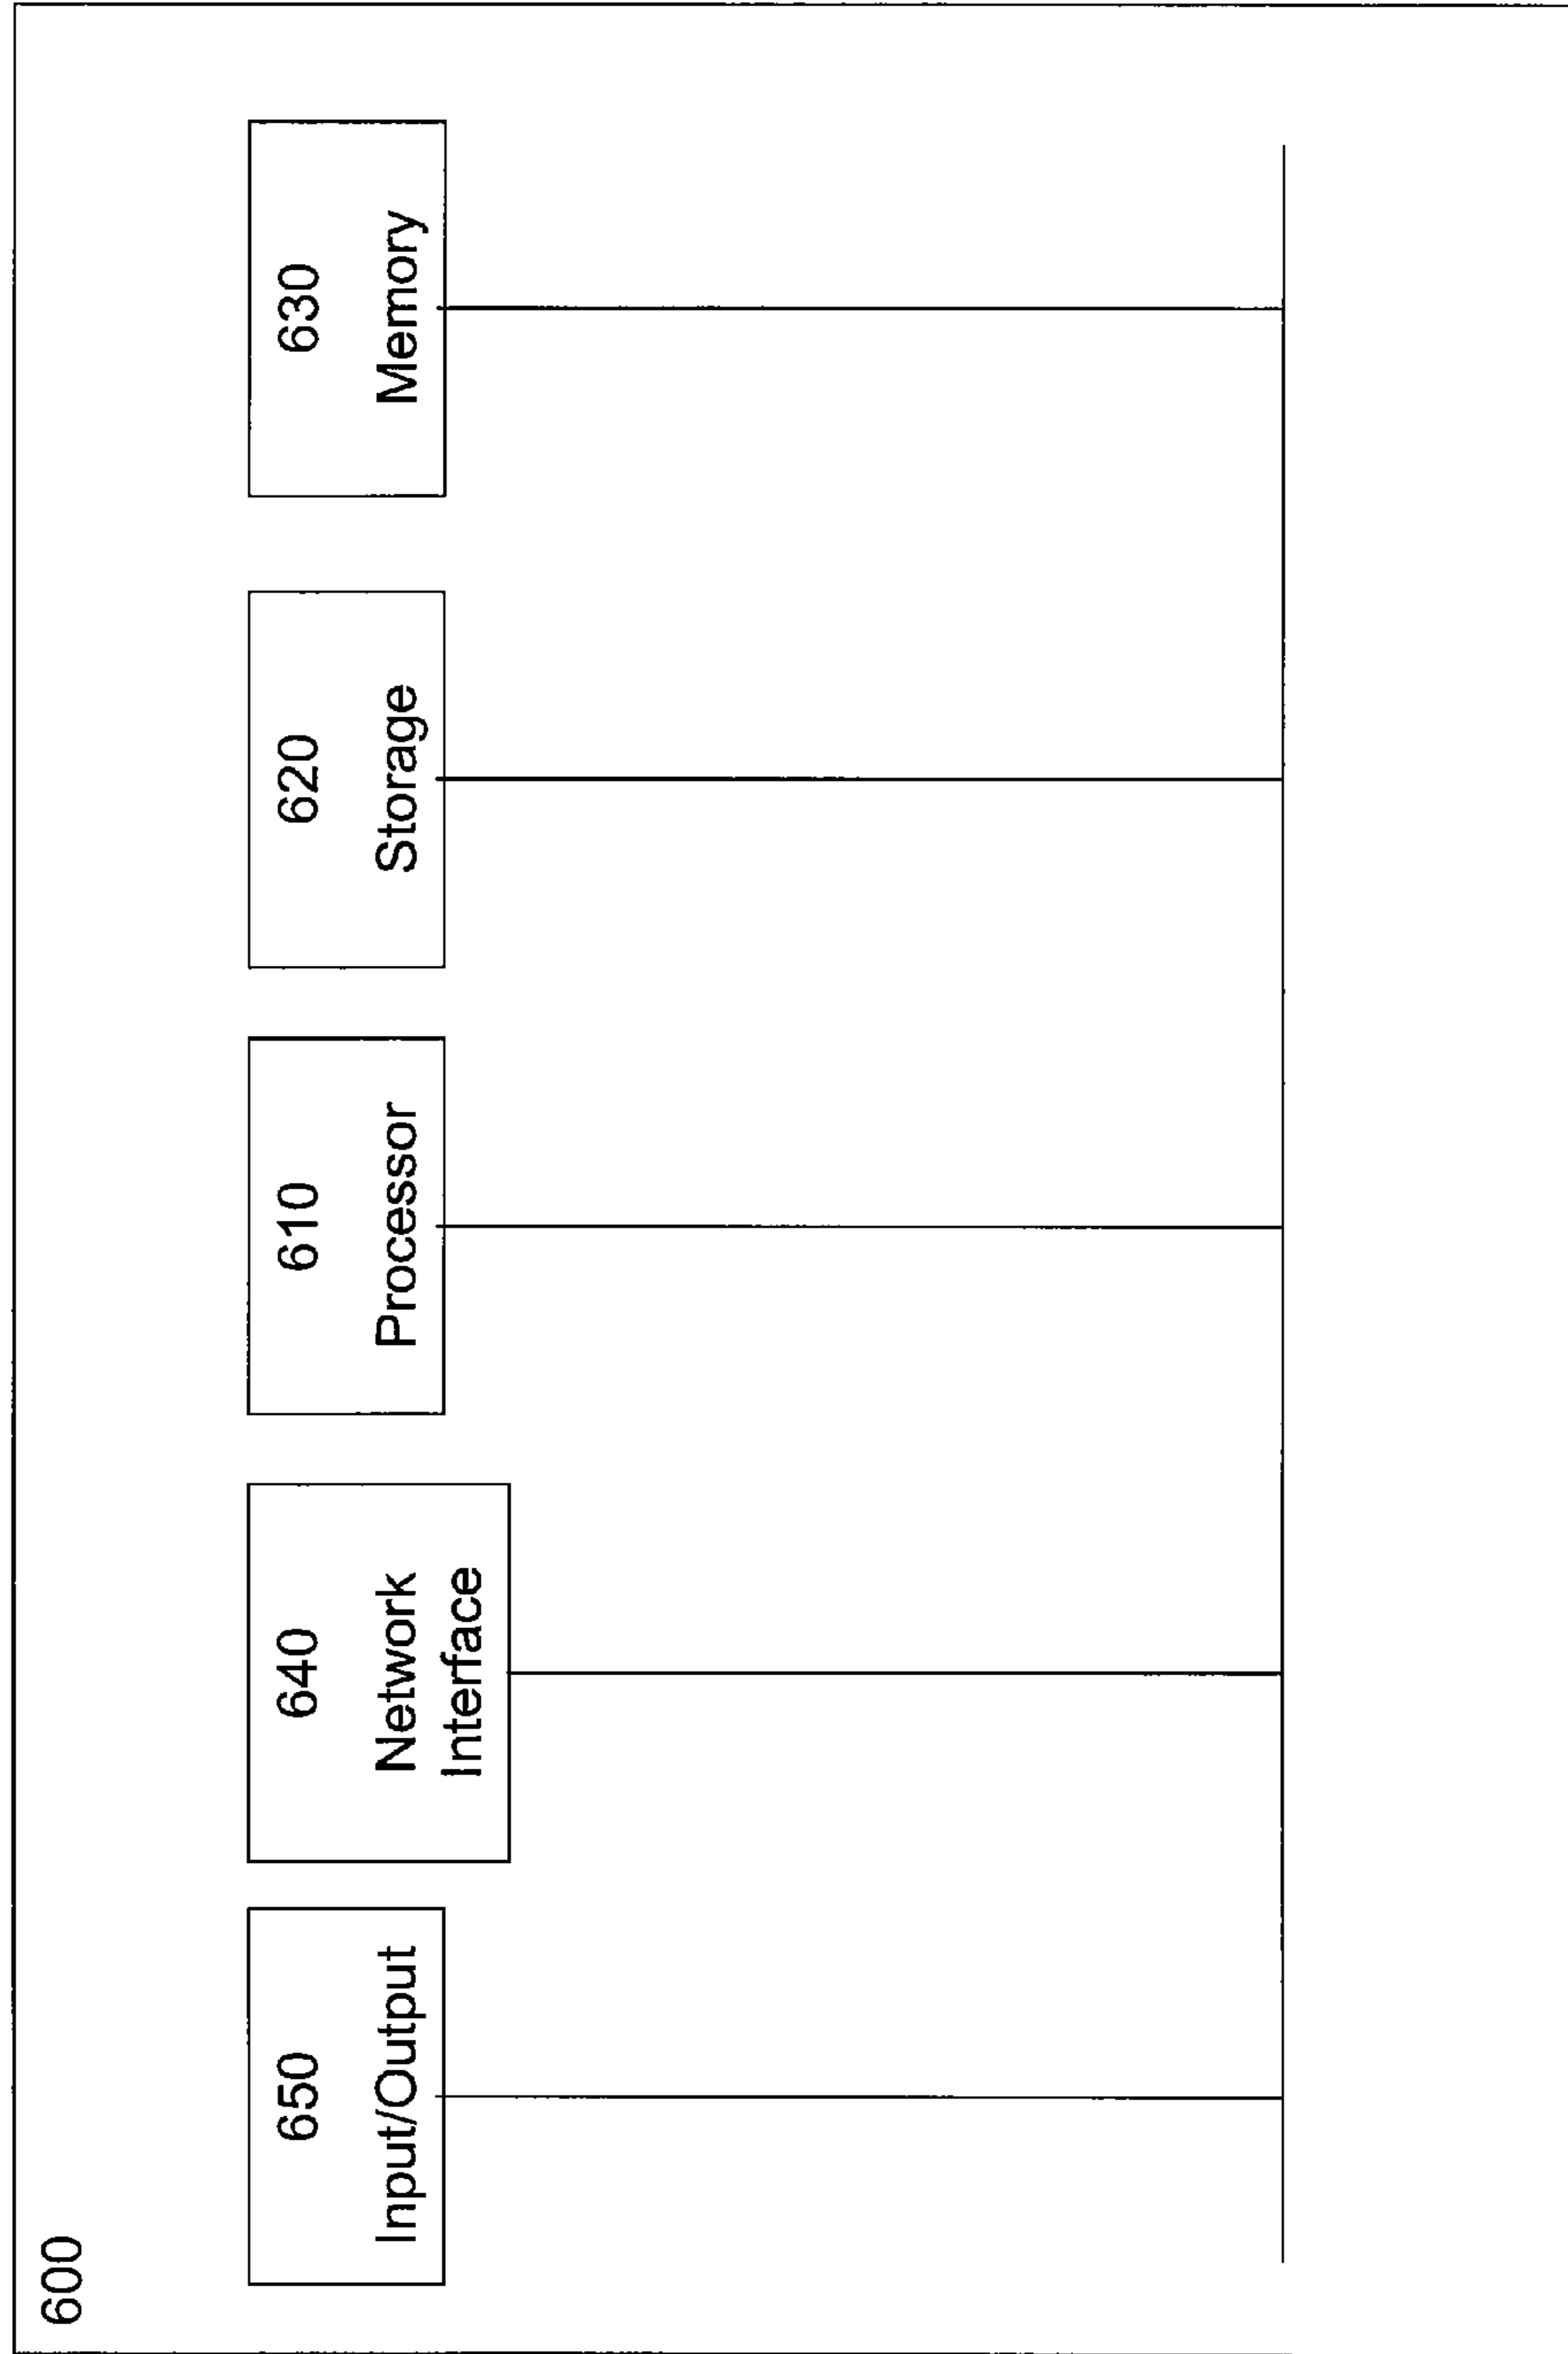 600
650
Input/Output
640
Network
Interface
610
Processor
620
Storage
630
Memory